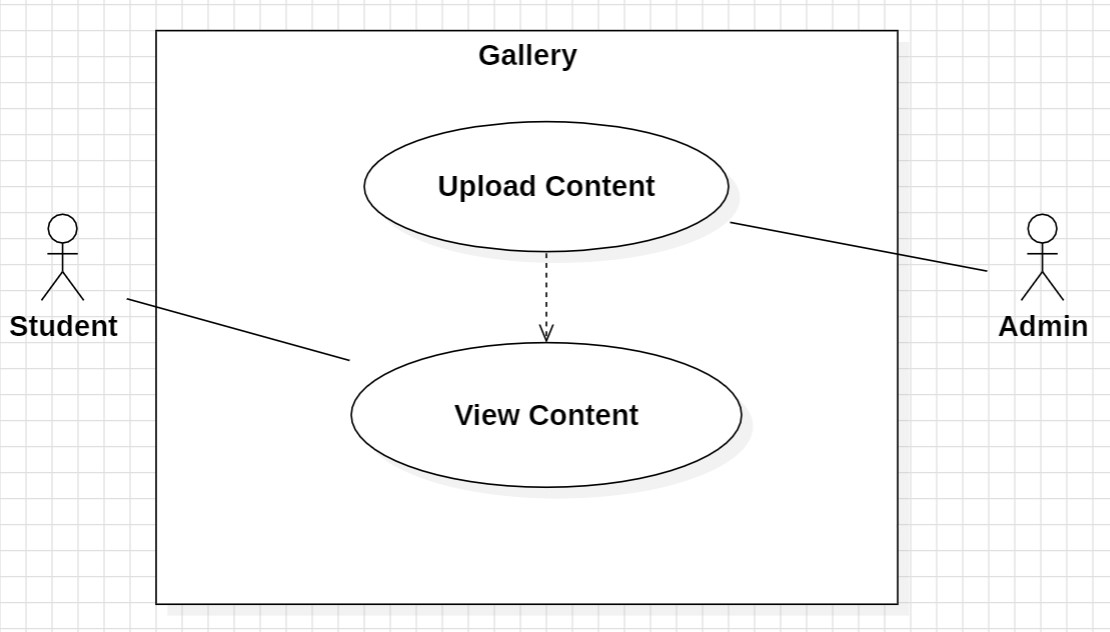 Gallery
Upload Content
Student
Admin
View Content